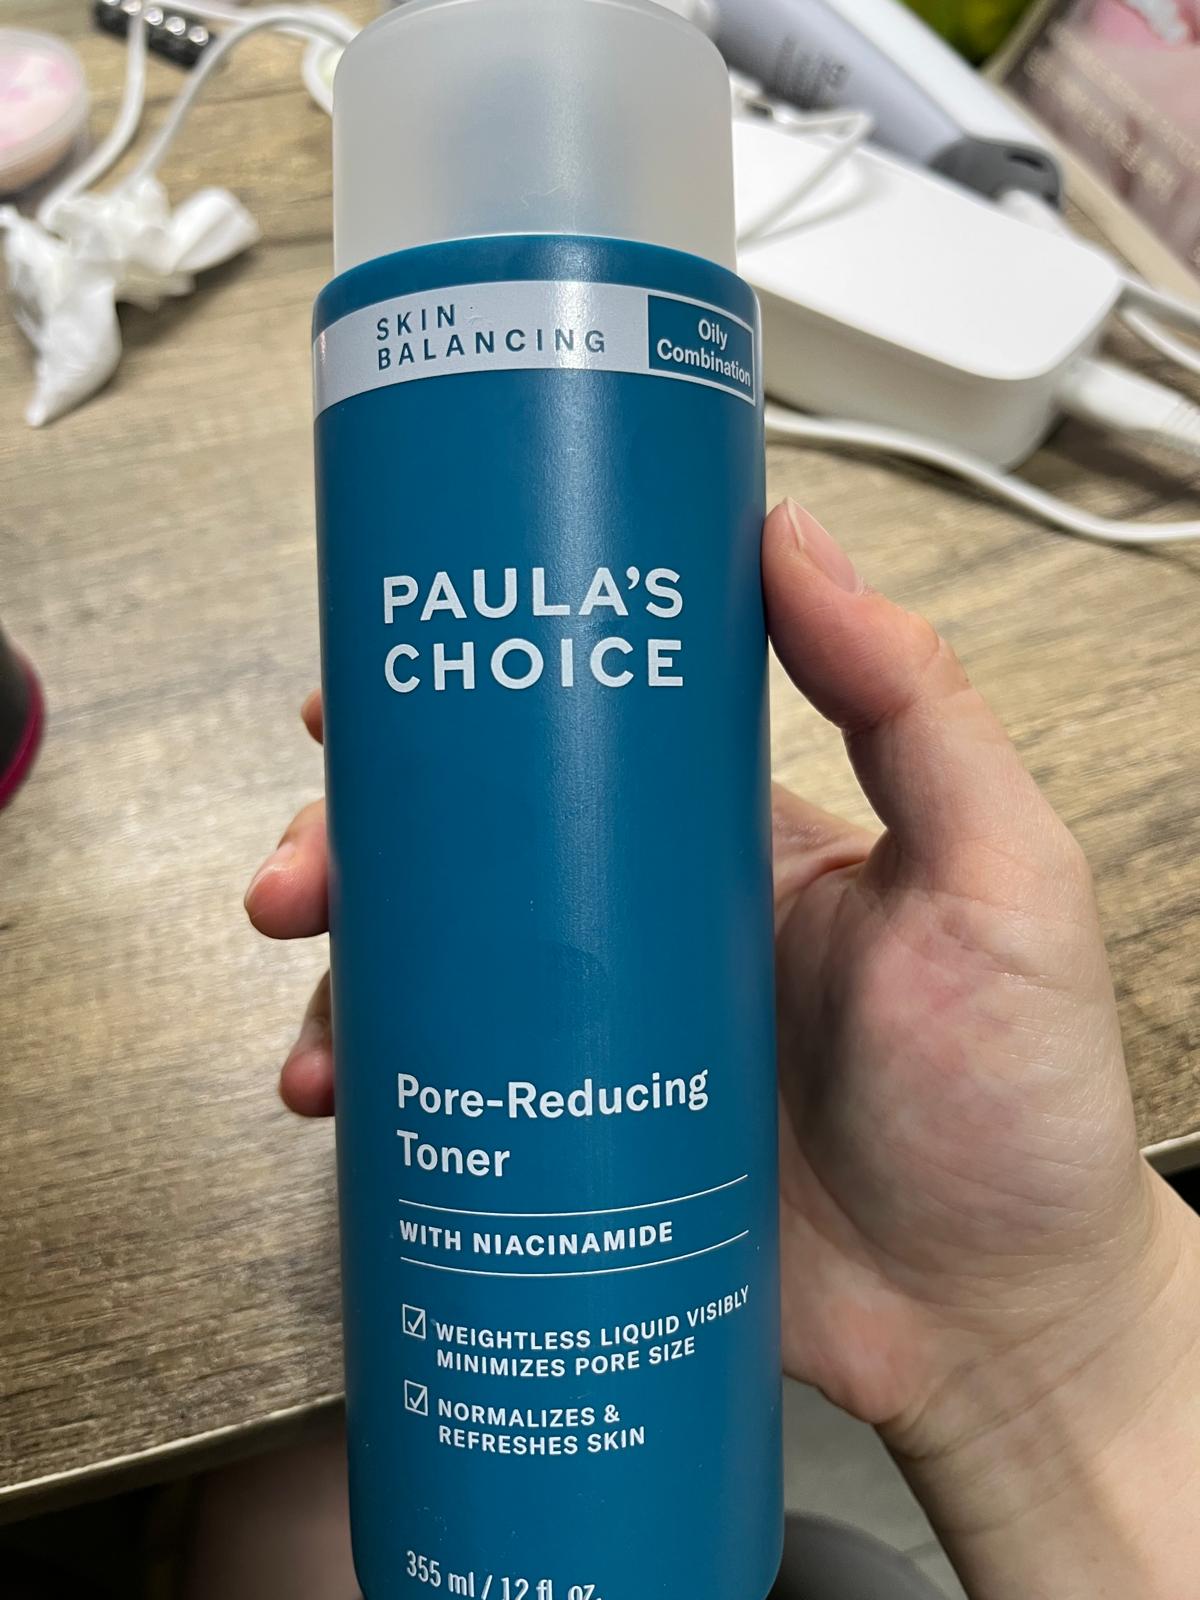 SKIN
BALANCING
Oily
Combination
PAULA'S
CHOICE
Pore-Reducing
Toner
WITH NIACINAMIDE
WEIGHTLESS LIQUID VISIBLY
MINIMIZES PORE SIZE
NORMALIZES &
REFRESHES SKIN
355 ml / 12 fl. oz.